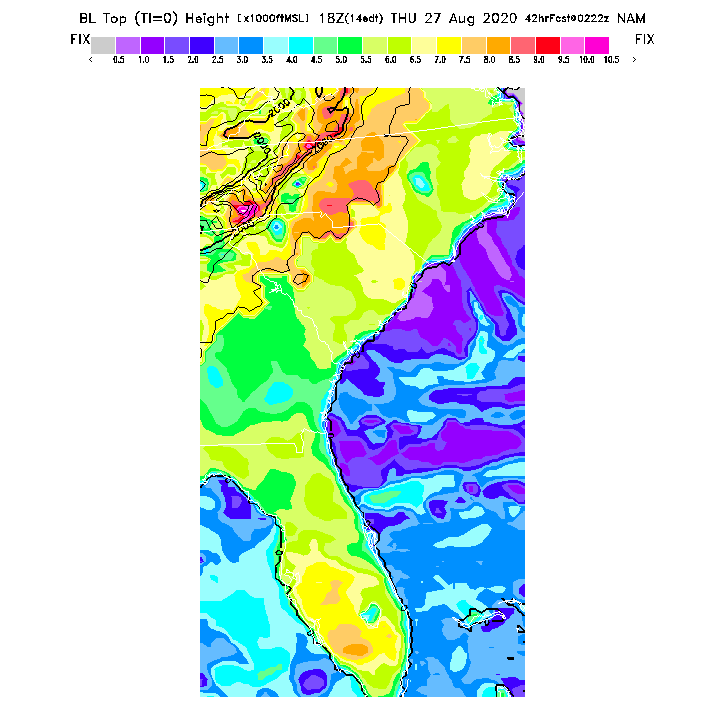 BL Top (TI=0) Height [x1000ftMSL] 18Z(14edt) THU 27 Aug 2020 42hrFcst@0222z NAM
FIX FIX
< 0.5 1.0 1.5 2.0 2.5 3.0 3.5 4.0 4.5 5.0 5.5 6.0 6.5 7.0 7.5 8.0 8.5 9.0 9.5 10.0 10.5 >
2000
2000